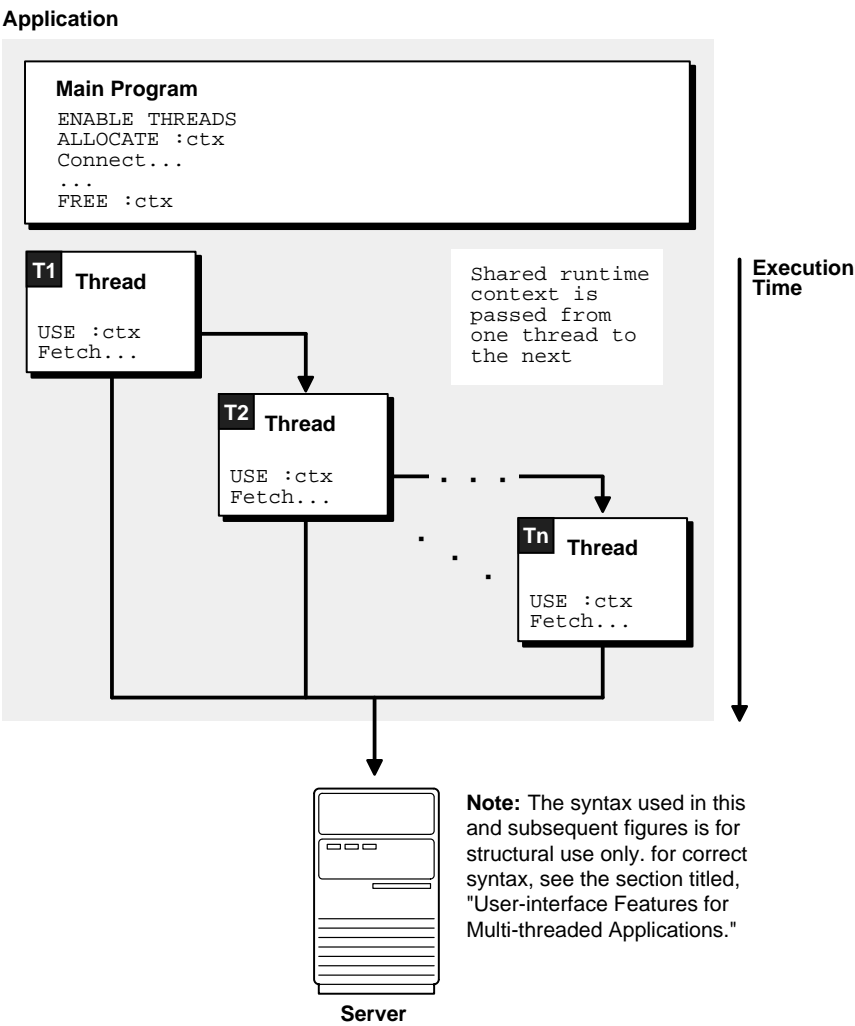 Application
Main Program
ENABLE THREADS
ALLOCATE :ctx
Connect...
...
FREE :ctx
T1
Thread
USE :ctx
Fetch...
Shared runtime
context is
passed from
one thread to
the next
Execution
Time
T2
Thread
USE :ctx
Fetch...
Tn
Thread
USE :ctx
Fetch...
Note: The syntax used in this
and subsequent figures is for
structural use only. for correct
syntax, see the section titled,
"User-interface Features for
Multi-threaded Applications."
Server